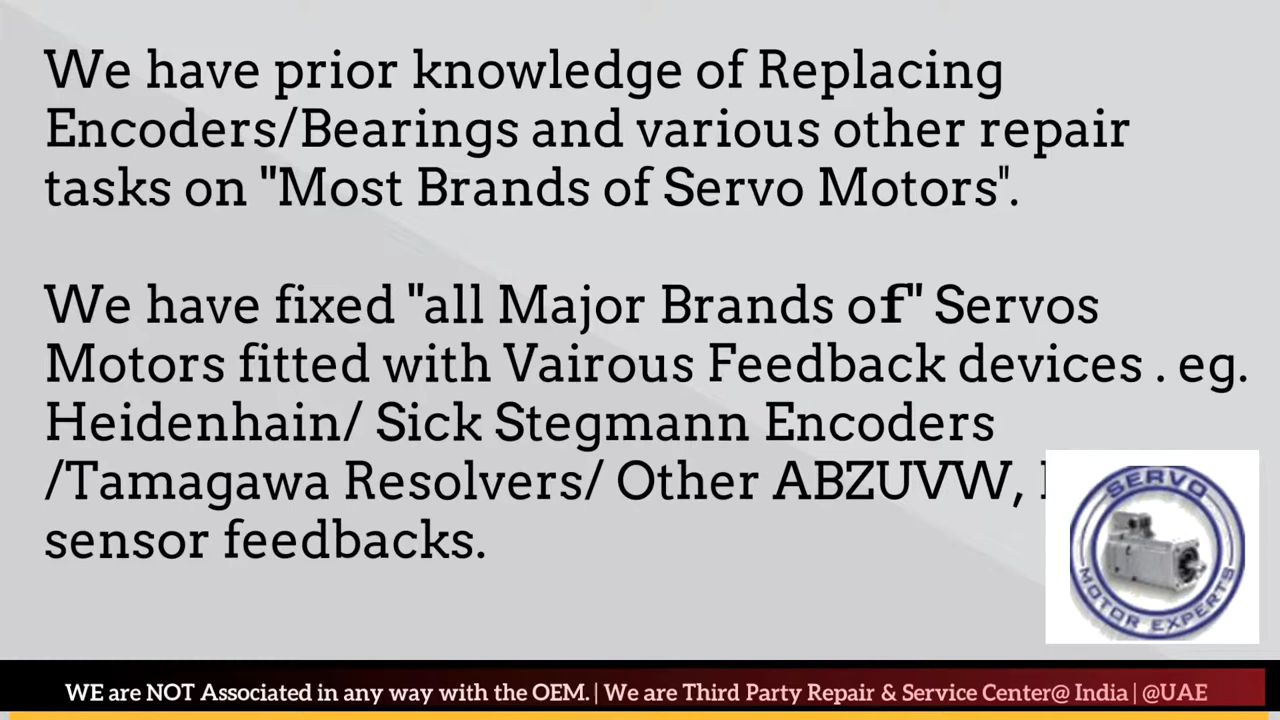 We have prior knowledge of Replacing
Encoders/Bearings and various other repair
tasks on "Most Brands of Servo Motors".
We have fixed "all Major Brands of" Servos
Motors fitted with Vairous Feedback devices . eg.
Heidenhain/ Sick Stegmann Encoders
/Tamagawa Resolvers/ Other ABZUVW,
sensor feedbacks.
SERVO
MOTOR EXPERTS
WE are NOT Associated in any way with the OEM. | We are Third Party Repair & Service Center@ India | @UAE